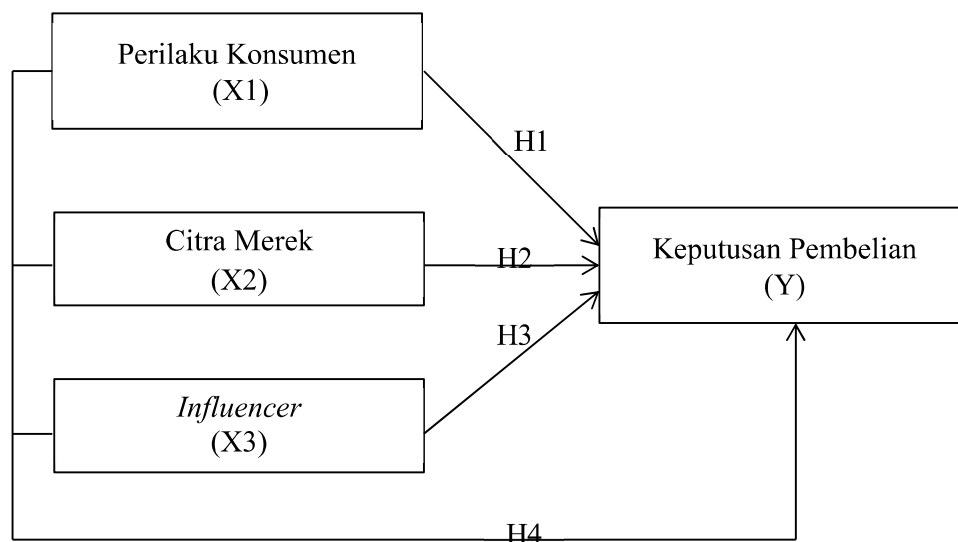 Perilaku Konsumen
(X1)
H1
Citra Merek
(X2)
H2
Keputusan Pembelian
(Y)
H3
Influencer
(X3)
H4